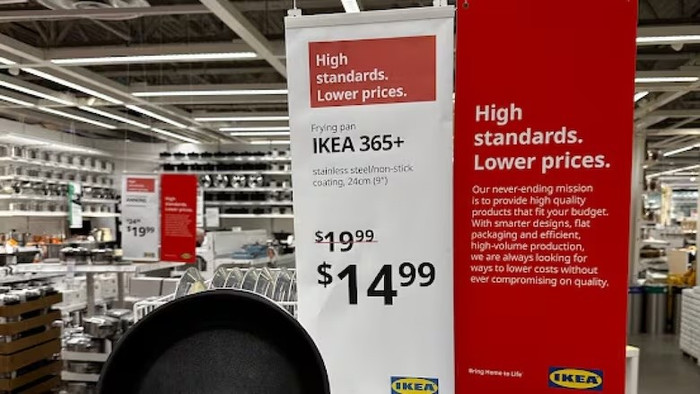 High
standards.
Lower prices.
Frying pan
IKEA 365+
stainless steel/non-stick
coating, 24cm (9")
$19.99
$14.99
IKEA
High
standards.
Lower prices.
Our never-ending mission
is to provide high quality
products that fit your budget.
With smarter designs, flat
packaging and efficient,
high-volume production,
we are always looking for
ways to lower costs without
ever compromising on quality.
Bring Home to Life
IKEA
$19.99